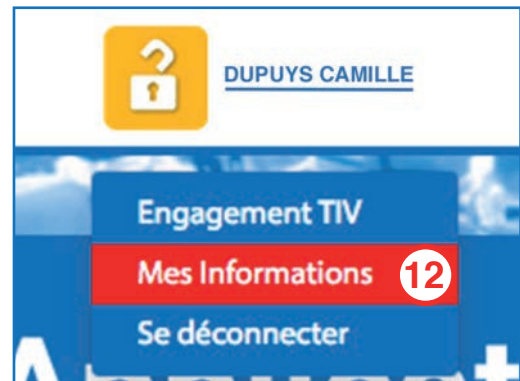 DUPUYS CAMILLE
Engagement TIV
Mes Informations 12
Se déconnecter